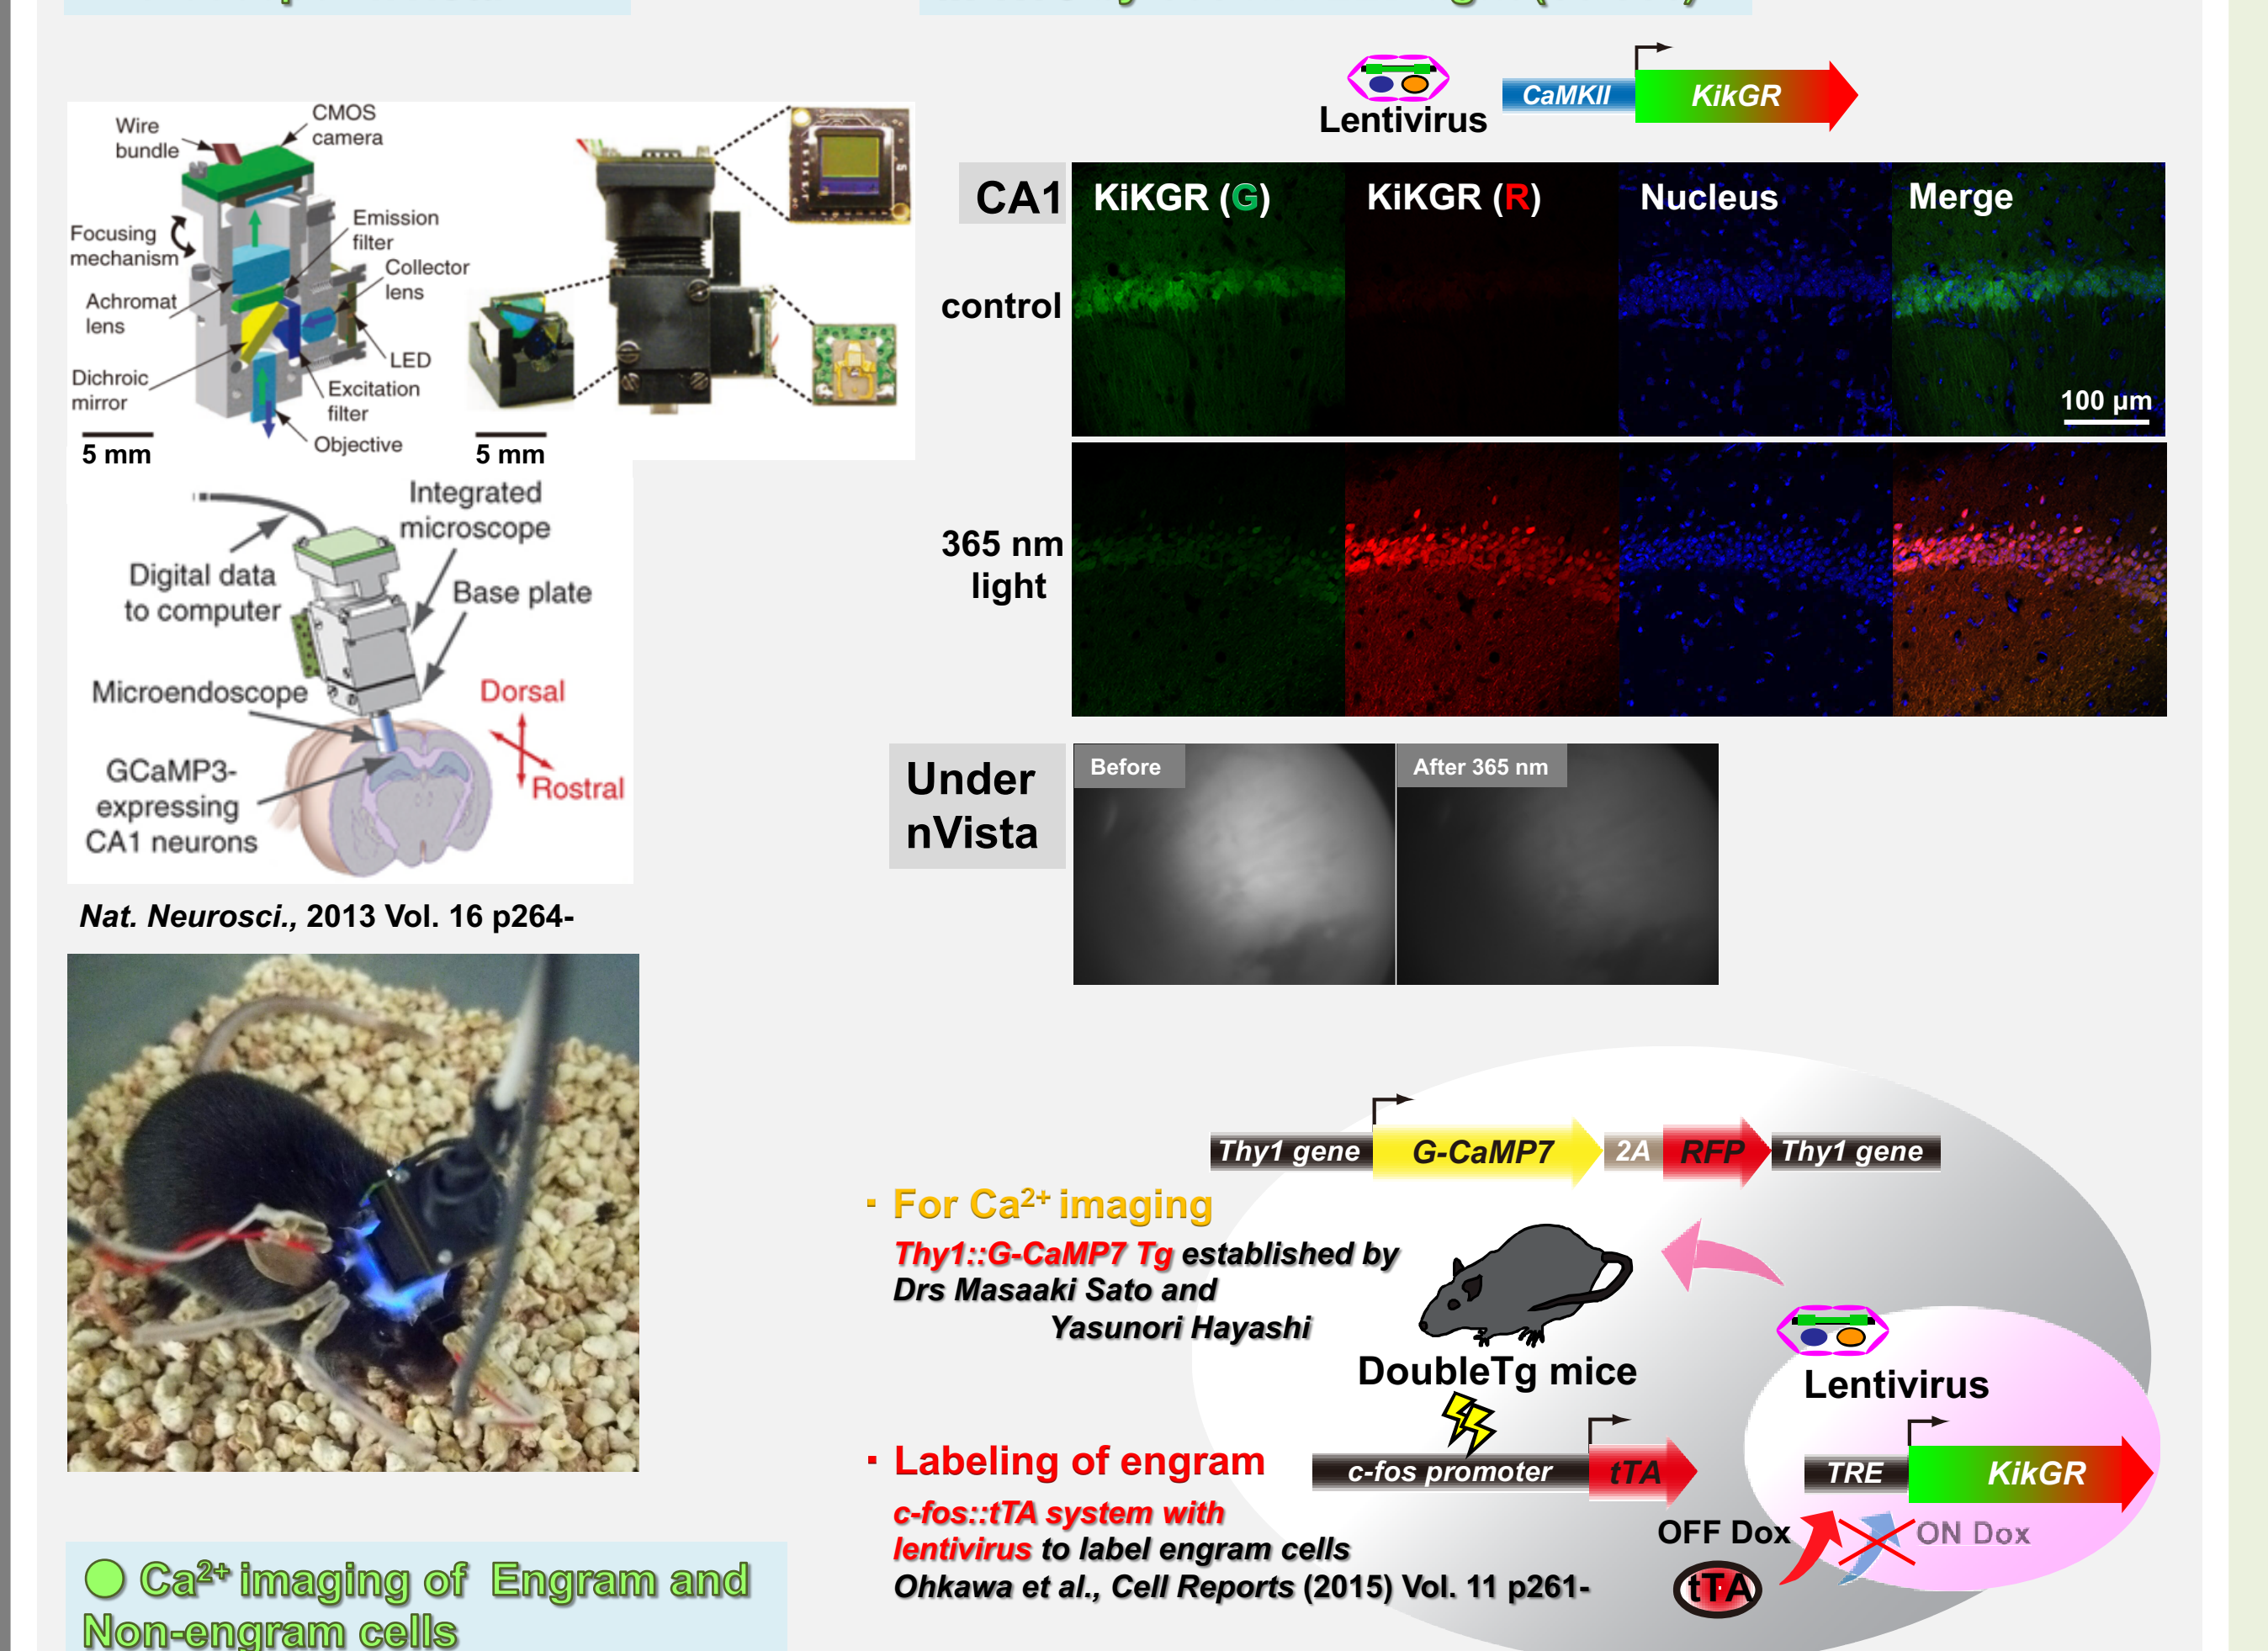 Wire
bundle
CMOS
camera
Focusing
mechanism
Emission
filter
Collector
lens
Achromat
lens
LED
Dichroic
mirror
Excitation
filter
Objective
5 mm
5 mm
Integrated
microscope
Digital data
to computer
Base plate
Microendoscope
Dorsal
Rostral
GCaMP3-
expressing
CA1 neurons
Nat. Neurosci., 2013 Vol. 16 p264-
Lentivirus
CaMKII
KikGR
CA1
KiKGR (G)
KiKGR (R)
Nucleus
Merge
control
100 µm
365 nm
light
Under
nVista
Before
After 365 nm
Thy1 gene
G-CaMP7
2A
RFP
Thy1 gene
· For Ca2+ imaging
Thy1::G-CaMP7 Tg established by
Drs Masaaki Sato and
Yasunori Hayashi
DoubleTg mice
Lentivirus
· Labeling of engram
c-fos promoter
tTA
TRE
KikGR
c-fos::tTA system with
lentivirus to label engram cells
Ohkawa et al., Cell Reports (2015) Vol. 11 p261-
OFF Dox
ON Dox
tTA
Ca2+ imaging of Engram and
Non-engram cells